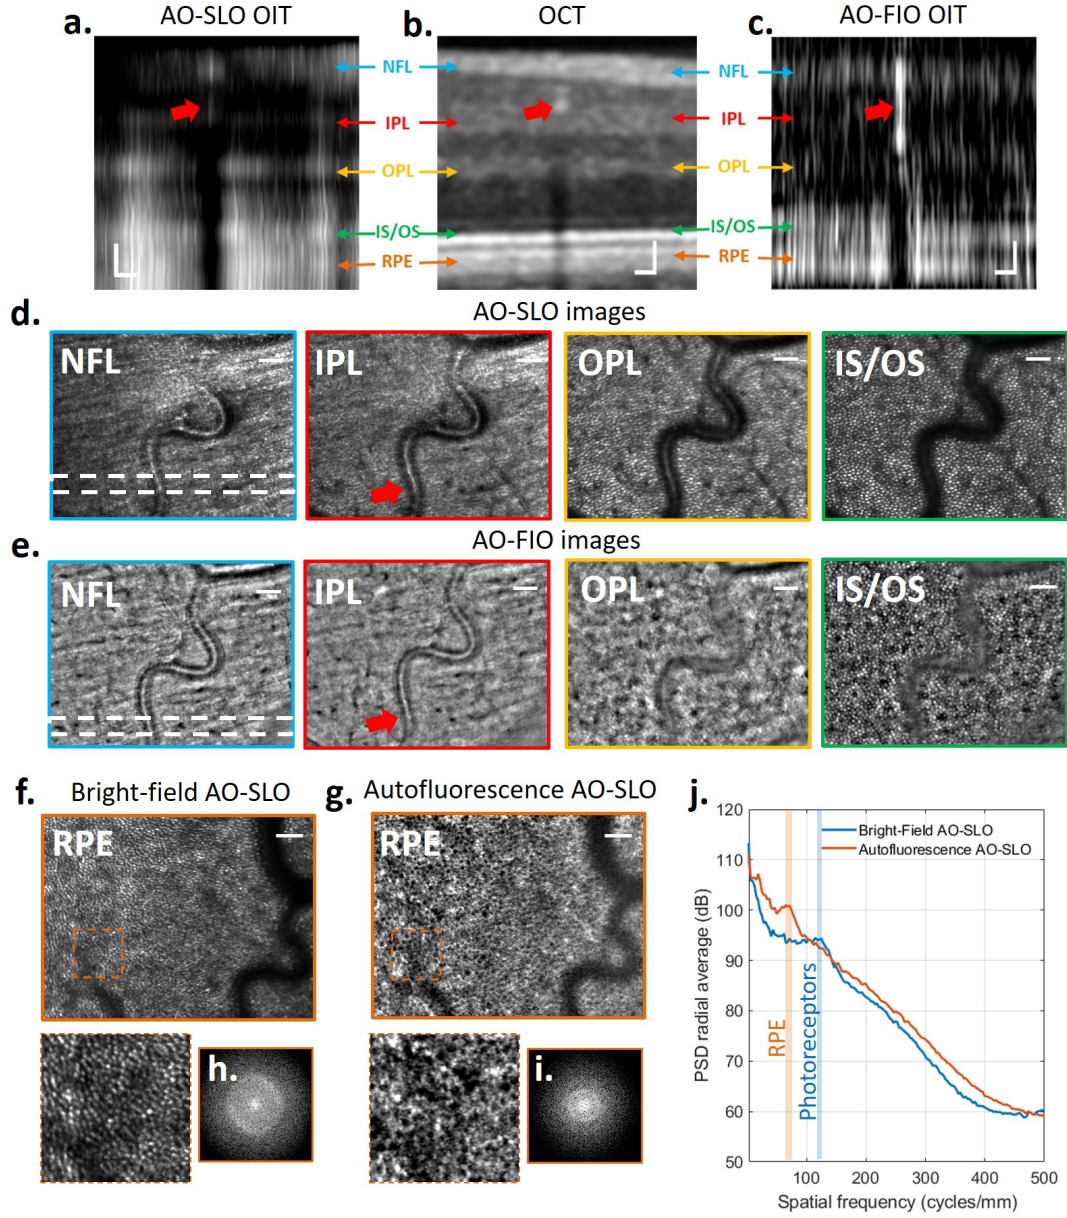 a. AO-SLO OIT b. OCT c. AO-FIO OIT
NFL NFL
IPL IPL
OPL OPL
IS/OS IS/OS
RPE RPE
d. AO-SLO images
NFL IPL OPL IS/OS
e. AO-FIO images
NFL IPL OPL IS/OS
f. Bright-field AO-SLO g. Autofluorescence AO-SLO j.
RPE RPE
h. i.
120
110
100
90
80
70
60
50
PSD radial average (dB)
Bright-Field AO-SLO
Autofluorescence AO-SLO
RPE
Photoreceptors
100 200 300 400 500
Spatial frequency (cycles/mm)